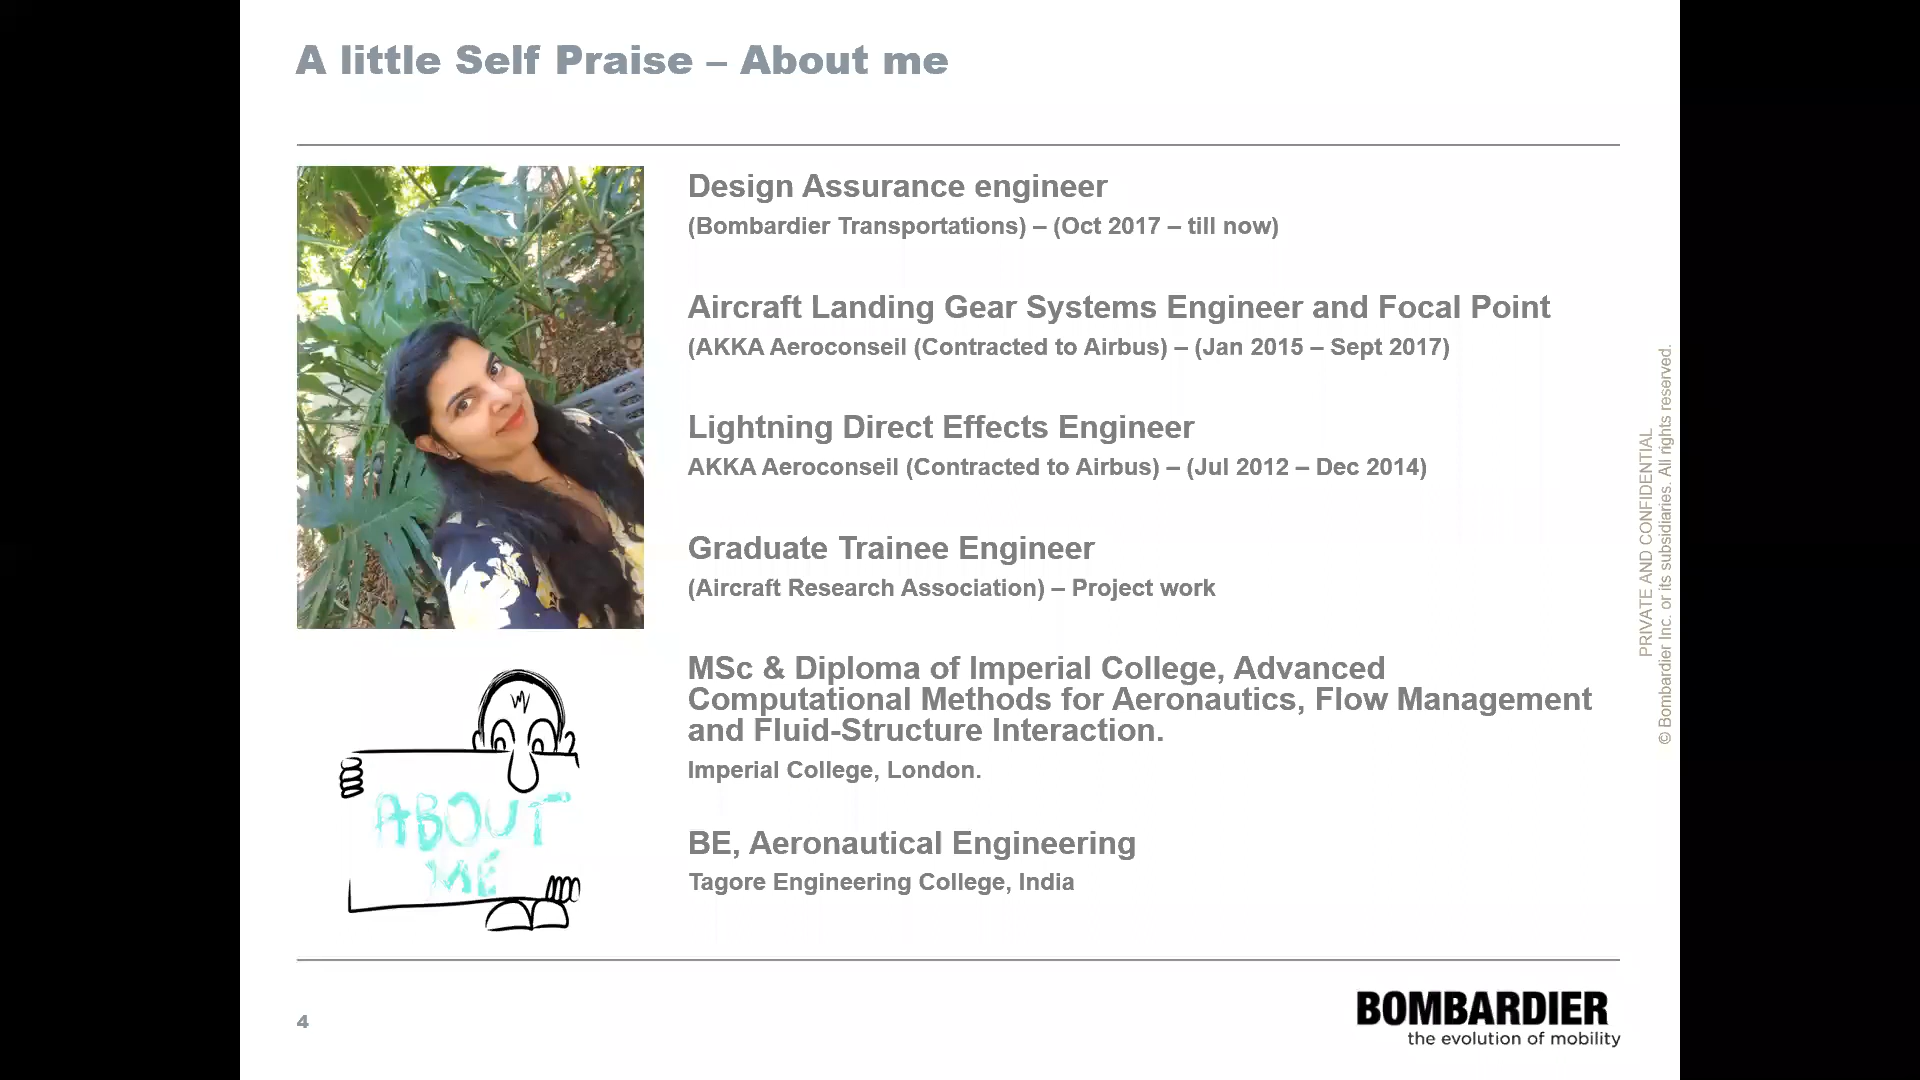 A little Self Praise – About me
Design Assurance engineer
(Bombardier Transportations) – (Oct 2017 – till now)
Aircraft Landing Gear Systems Engineer and Focal Point
(AKKA Aeroconseil (Contracted to Airbus) – (Jan 2015 – Sept 2017)
Lightning Direct Effects Engineer
AKKA Aeroconseil (Contracted to Airbus) – (Jul 2012 – Dec 2014)
Graduate Trainee Engineer
(Aircraft Research Association) – Project work
MSc & Diploma of Imperial College, Advanced
Computational Methods for Aeronautics, Flow Management
and Fluid-Structure Interaction.
Imperial College, London.
BE, Aeronautical Engineering
Tagore Engineering College, India
ABOUT
ME
PRIVATE AND CONFIDENTIAL
© Bombardier Inc. or its subsidiaries. All rights reserved.
4
BOMBARDIER
the evolution of mobility